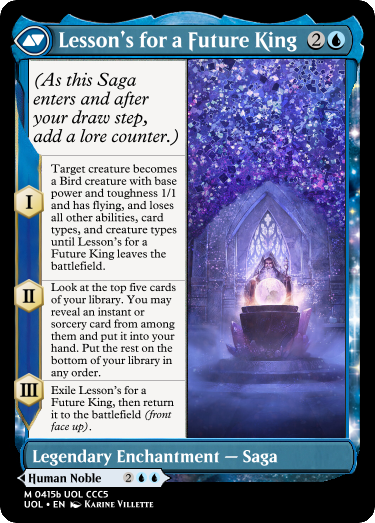 Lesson's for a Future King 2
(As this Saga
enters and after
your draw step,
add a lore counter.)
I
Target creature becomes
a Bird creature with base
power and toughness 1/1
and has flying, and loses
all other abilities, card
types, and creature types
until Lesson's for a
Future King leaves the
battlefield.
II
Look at the top five cards
of your library. You may
reveal an instant or
sorcery card from among
them and put it into your
hand. Put the rest on the
bottom of your library in
any order.
III
Exile Lesson's for a
Future King, then return
it to the battlefield (front
face up).
Legendary Enchantment — Saga
Human Noble 2
M 0415b UOL CCC5
UOL • EN Karine Villette